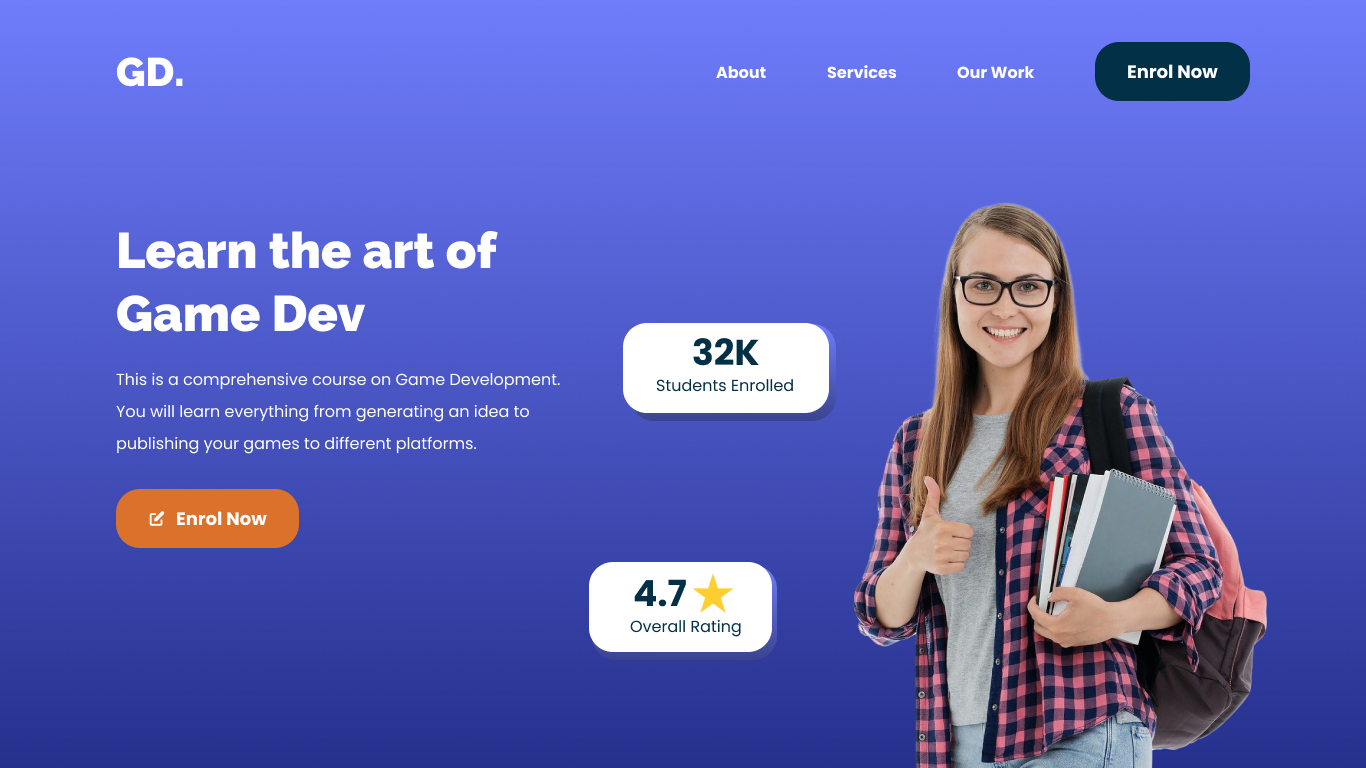 GD.
About
Services
Our Work
Enrol Now
Learn the art of
Game Dev
This is a comprehensive course on Game Development.
You will learn everything from generating an idea to
publishing your games to different platforms.
Enrol Now
32K
Students Enrolled
4.7
Overall Rating